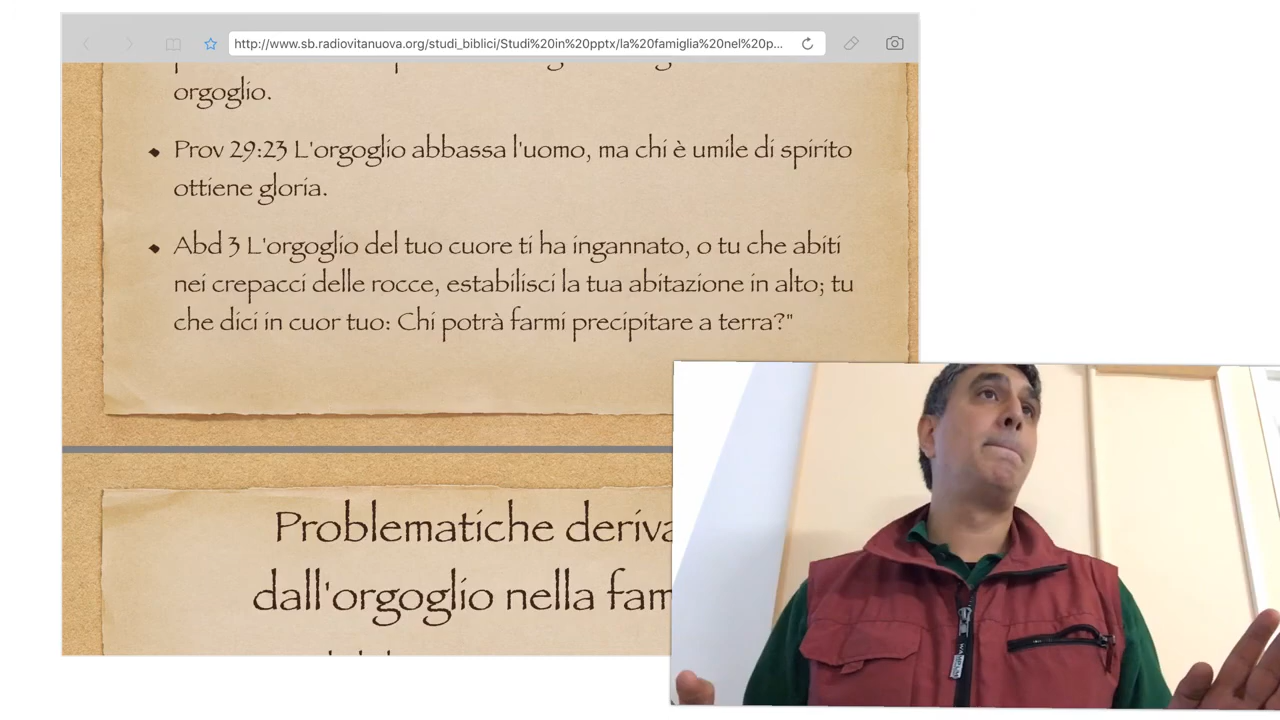 http://www.sb.radiovitanuova.org/studi_biblici/Studi%20in%20pptx/la%20famiglia%20nel%20p...
orgoglio.
Prov 29:23 L'orgoglio abbassa l'uomo, ma chi è umile di spirito
ottiene gloria.
Abd 3 L'orgoglio del tuo cuore ti ha ingannato, o tu che abiti
nei crepacci delle rocce, estabilisci la tua abitazione in alto; tu
che dici in cuor tuo: Chi potrà farmi precipitare a terra?"
Problematiche deriva
dall'orgoglio nella fam